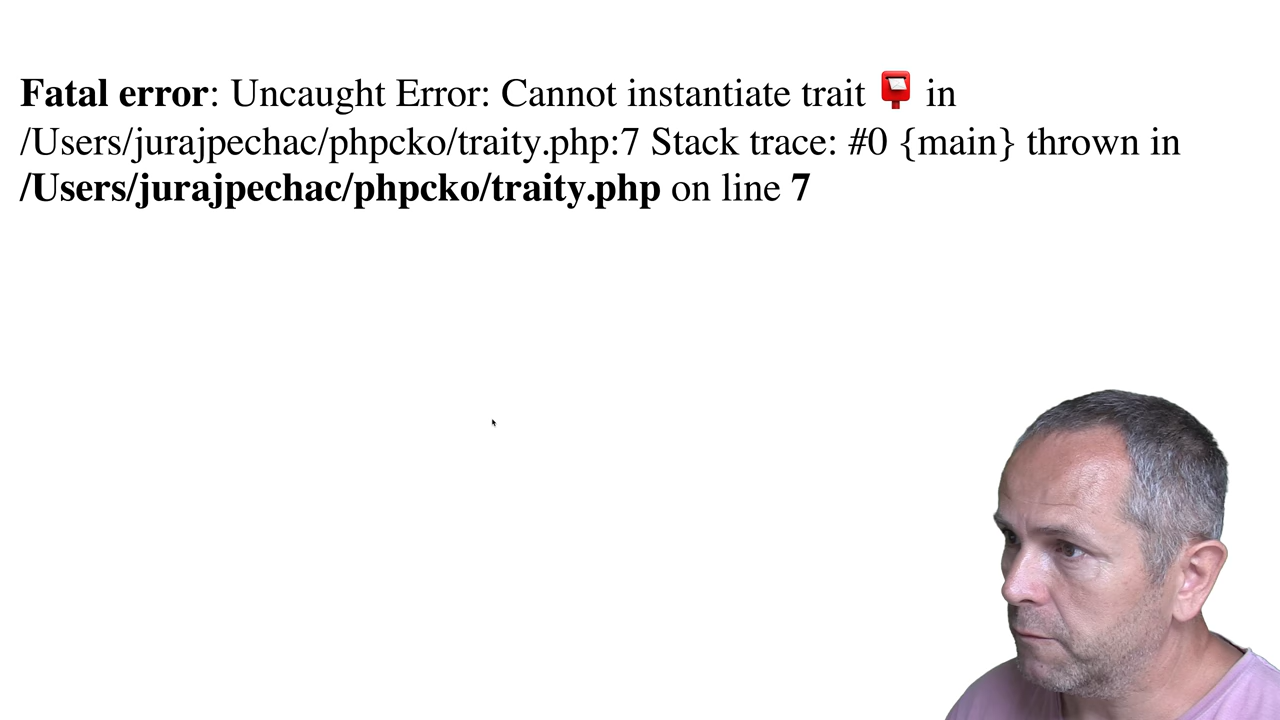 Fatal error: Uncaught Error: Cannot instantiate trait 📮 in
/Users/jurajpechac/phpcko/traity.php:7 Stack trace: #0 {main} thrown in
/Users/jurajpechac/phpcko/traity.php on line 7